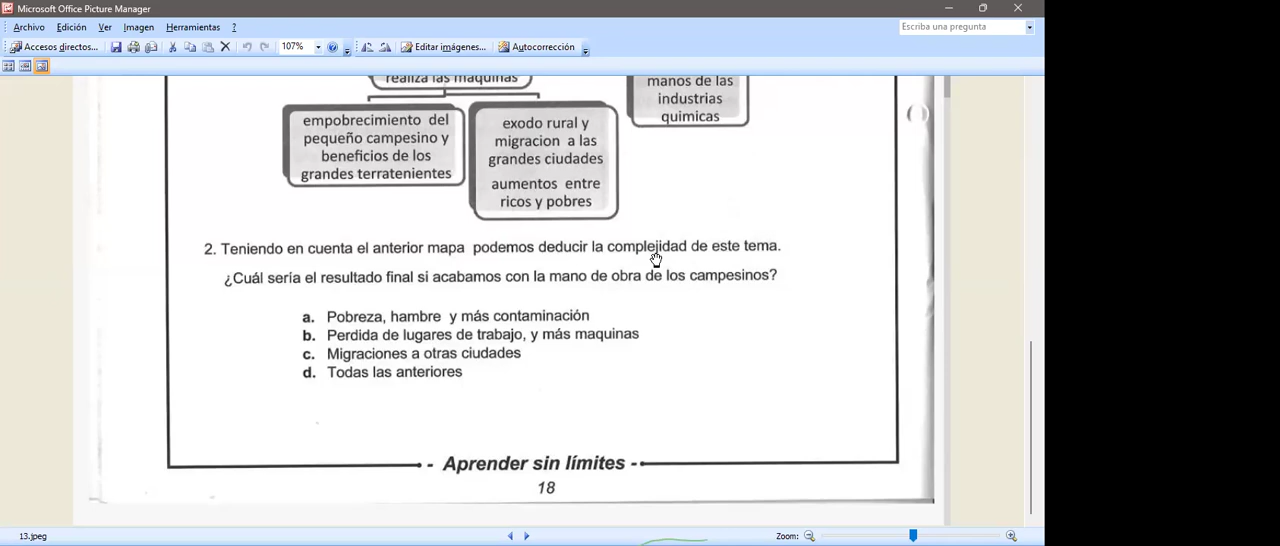 Microsoft Office Picture Manager
Archivo Edición Ver Imagen Herramientas ?
Escriba una pregunta
Accesos directos... 107% Editar imágenes... Autocorrección
realiza las maquinas
manos de las
industrias
quimicas
empobrecimiento del
pequeño campesino y
beneficios de los
grandes terratenientes
exodo rural y
migracion a las
grandes ciudades
aumentos entre
ricos y pobres
2. Teniendo en cuenta el anterior mapa podemos deducir la complejidad de este tema.
¿Cuál sería el resultado final si acabamos con la mano de obra de los campesinos?
a. Pobreza, hambre y más contaminación
b. Perdida de lugares de trabajo, y más maquinas
c. Migraciones a otras ciudades
d. Todas las anteriores
- Aprender sin límites -
18
13.jpeg
Zoom: